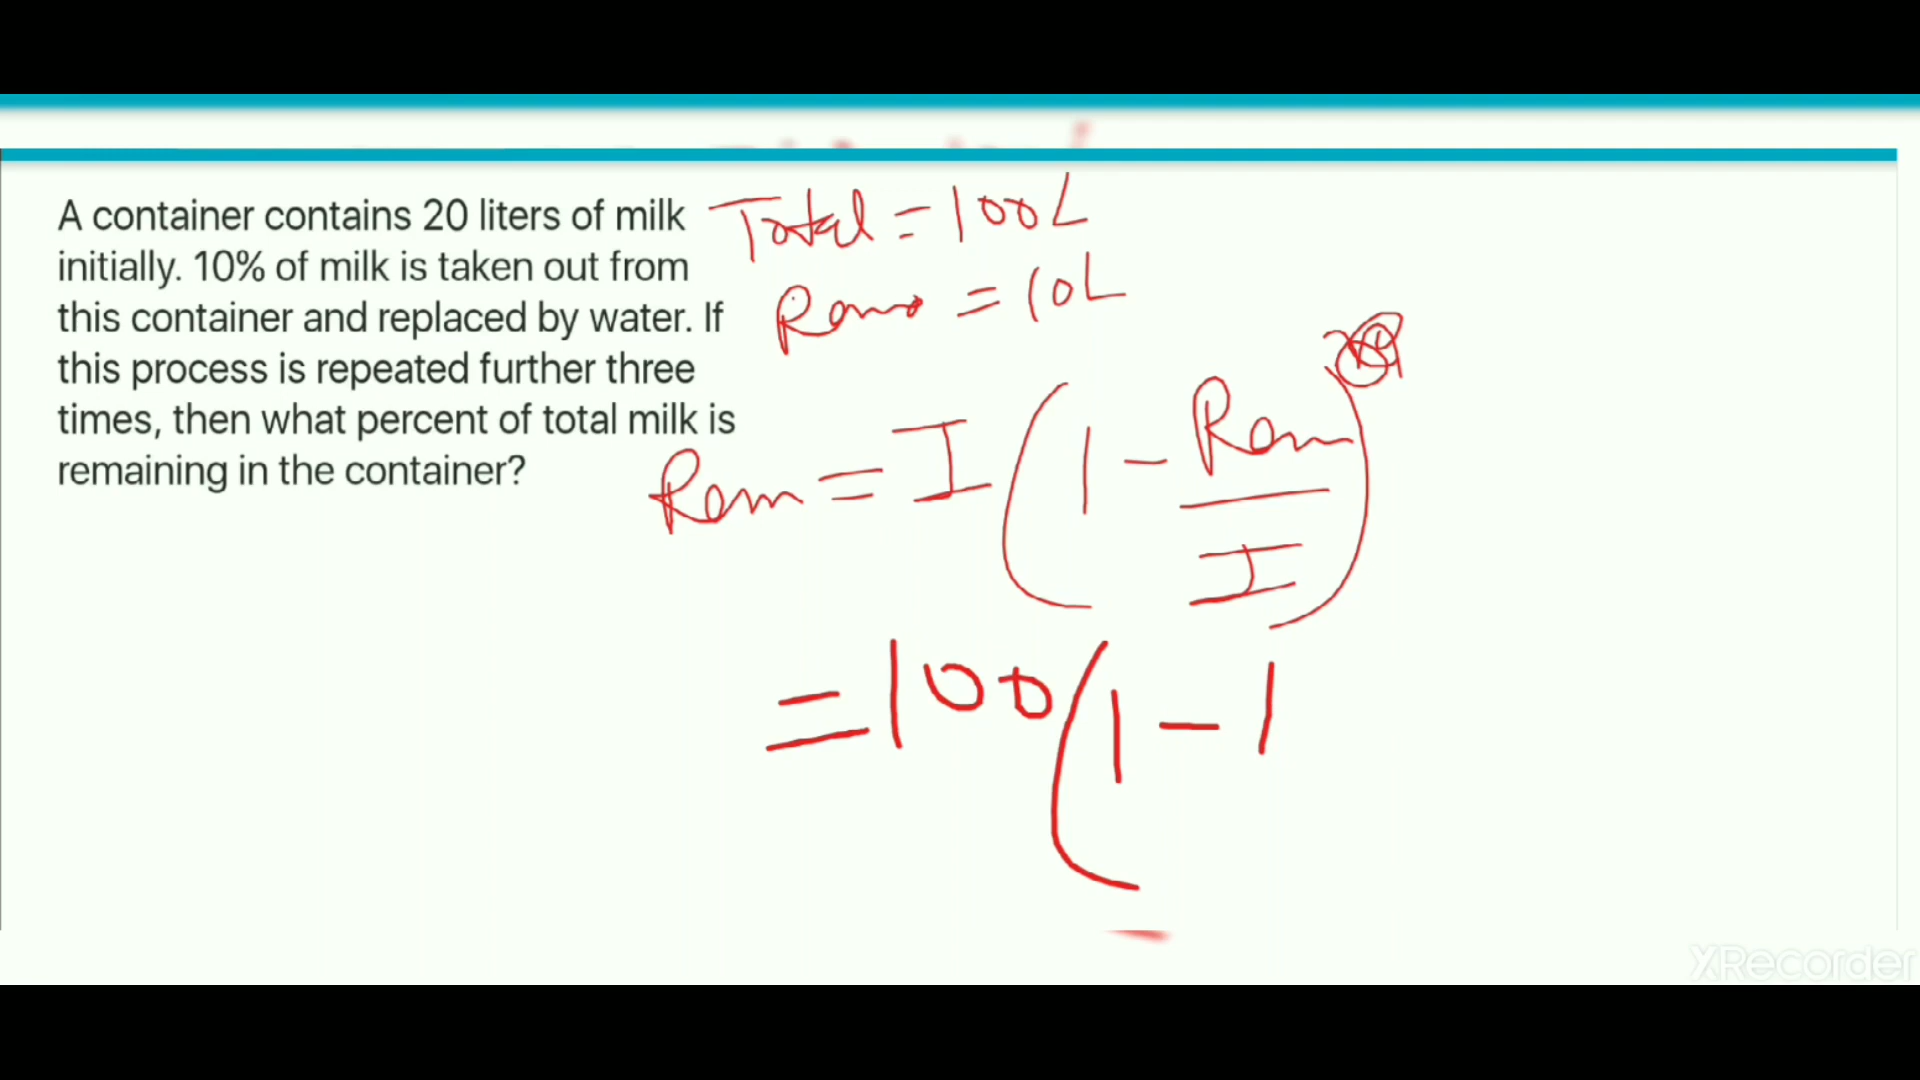 A container contains 20 liters of milk
initially. 10% of milk is taken out from
this container and replaced by water. If
this process is repeated further three
times, then what percent of total milk is
remaining in the container?
Total = 100L
= 10L
Rem = I ( 1 - Rem / I )
= 100 ( 1 - 1
XRecorder